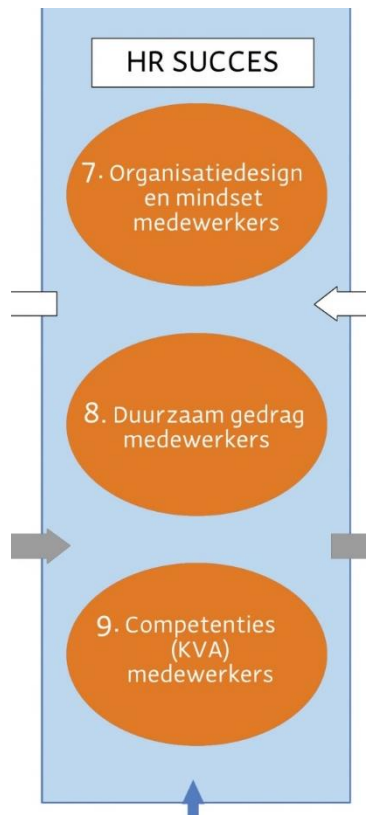 HR SUCCES
7. Organisatiedesign
en mindset
medewerkers
8. Duurzaam gedrag
medewerkers
9. Competenties
(KVA)
medewerkers